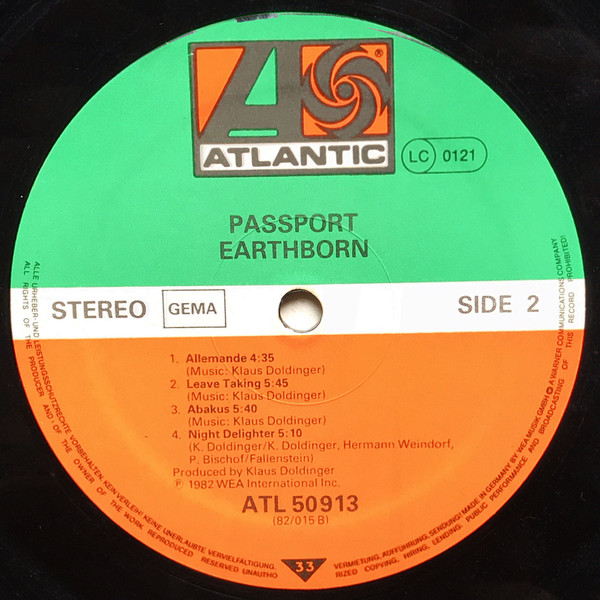 A
®
ATLANTIC
LC 0121
PASSPORT
EARTHBORN
STEREO GEMA SIDE 2
1. Allemande 4:35
(Music: Klaus Doldinger)
2. Leave Taking 5:45
(Music: Klaus Doldinger)
3. Abakus 5:40
(Music: Klaus Doldinger)
4. Night Delighter 5:10
(K. Doldinger/K. Doldinger, Hermann Weindorf,
P. Bischof/Fallenstein)
Produced by Klaus Doldinger
℗ 1982 WEA International Inc.
ATL 50 913
(82/015 B)
33
ALLE URHEBER- UND LEISTUNGSSCHUTZRECHTE VORBEHALTEN. KEIN VERLEIH! KEINE UNERLAUBTE VERVIELFÄLTIGUNG,
VERMIETUNG, AUFFÜHRUNG, SENDUNG! MADE IN GERMANY BY WEA MUSIK GMBH A WARNER COMMUNICATIONS COMPANY
ALL RIGHTS OF THE PRODUCER AND/OR OF THE OWNER OF THE WORK REPRODUCED RESERVED UNAUTHO
RIZED COPYING, HIRING, LENDING, PUBLIC PERFORMANCE AND BROADCASTING OF THIS RECORD PROHIBITED!